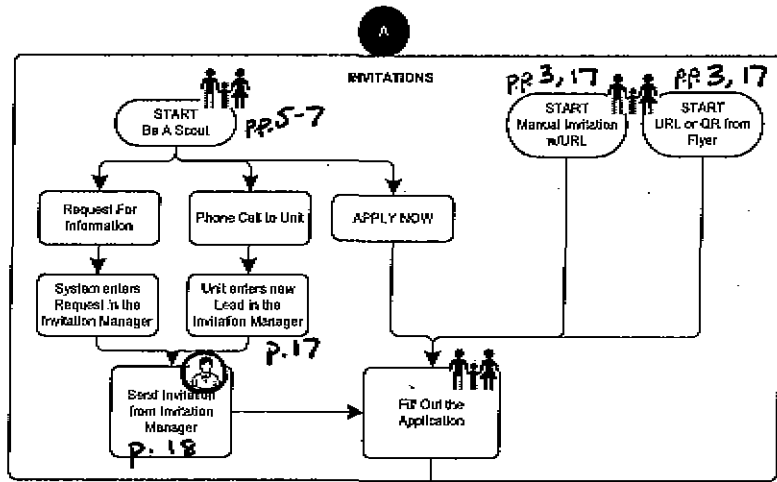 A
INVITATIONS
pp 3, 17
pp 3, 17
START
Be A Scout
pp.5-7
START
Manual Invitation
w/URL
START
URL or QR from
Flyer
Request For
Information
Phone Call to Unit
APPLY NOW
System enters
Request in the
Invitation Manager
Unit enters new
Lead in the
Invitation Manager
p.17
Send Invitation
from Invitation
Manager
p. 18
Fill Out the
Application